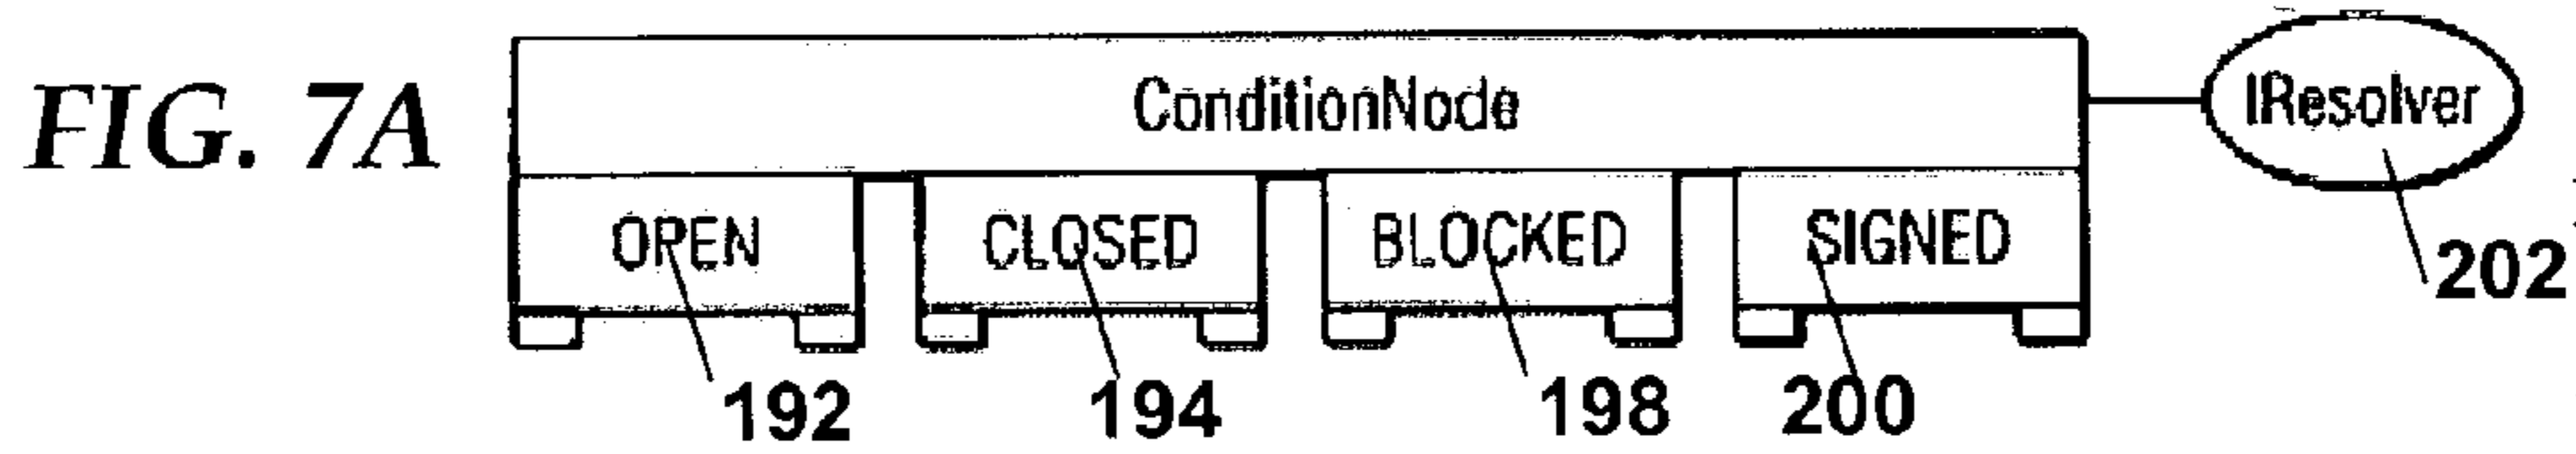 FIG. 7A
ConditionNode
IResolver
OPEN
CLOSED
BLOCKED
SIGNED
202
192
194
198
200